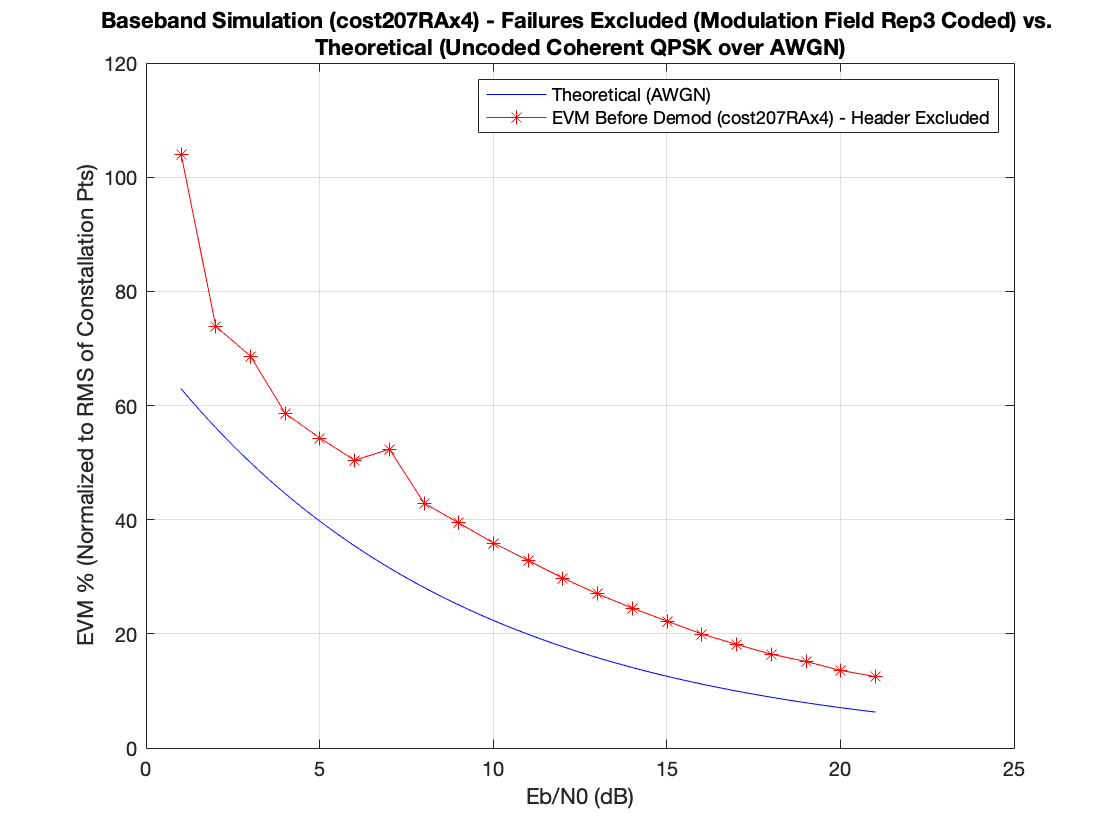 Baseband Simulation (cost207RAx4) - Failures Excluded (Modulation Field Rep3 Coded) vs.
Theoretical (Uncoded Coherent QPSK over AWGN)
Theoretical (AWGN)
EVM Before Demod (cost207RAx4) - Header Excluded
EVM % (Normalized to RMS of Constallation Pts)
120
100
80
60
40
20
0
0 5 10 15 20 25
Eb/N0 (dB)